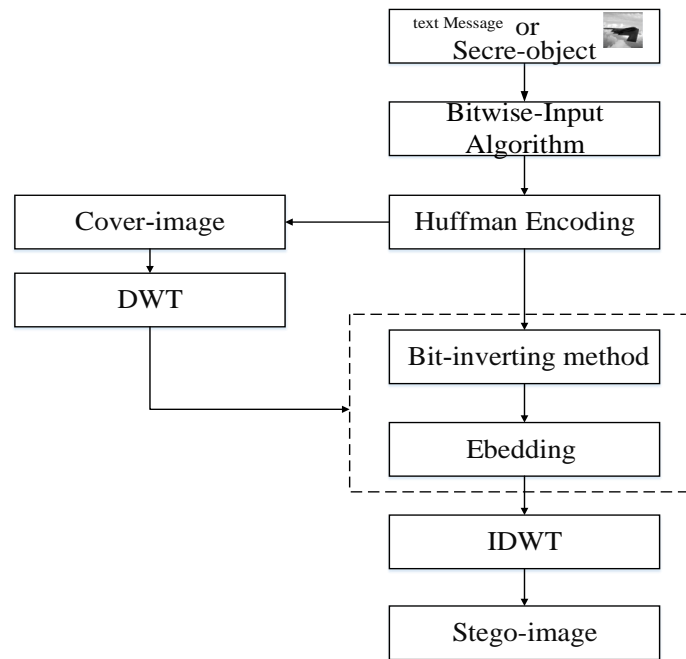 text Message or
Secre-object
Bitwise-Input
Algorithm
Cover-image
Huffman Encoding
DWT
Bit-inverting method
Ebedding
IDWT
Stego-image